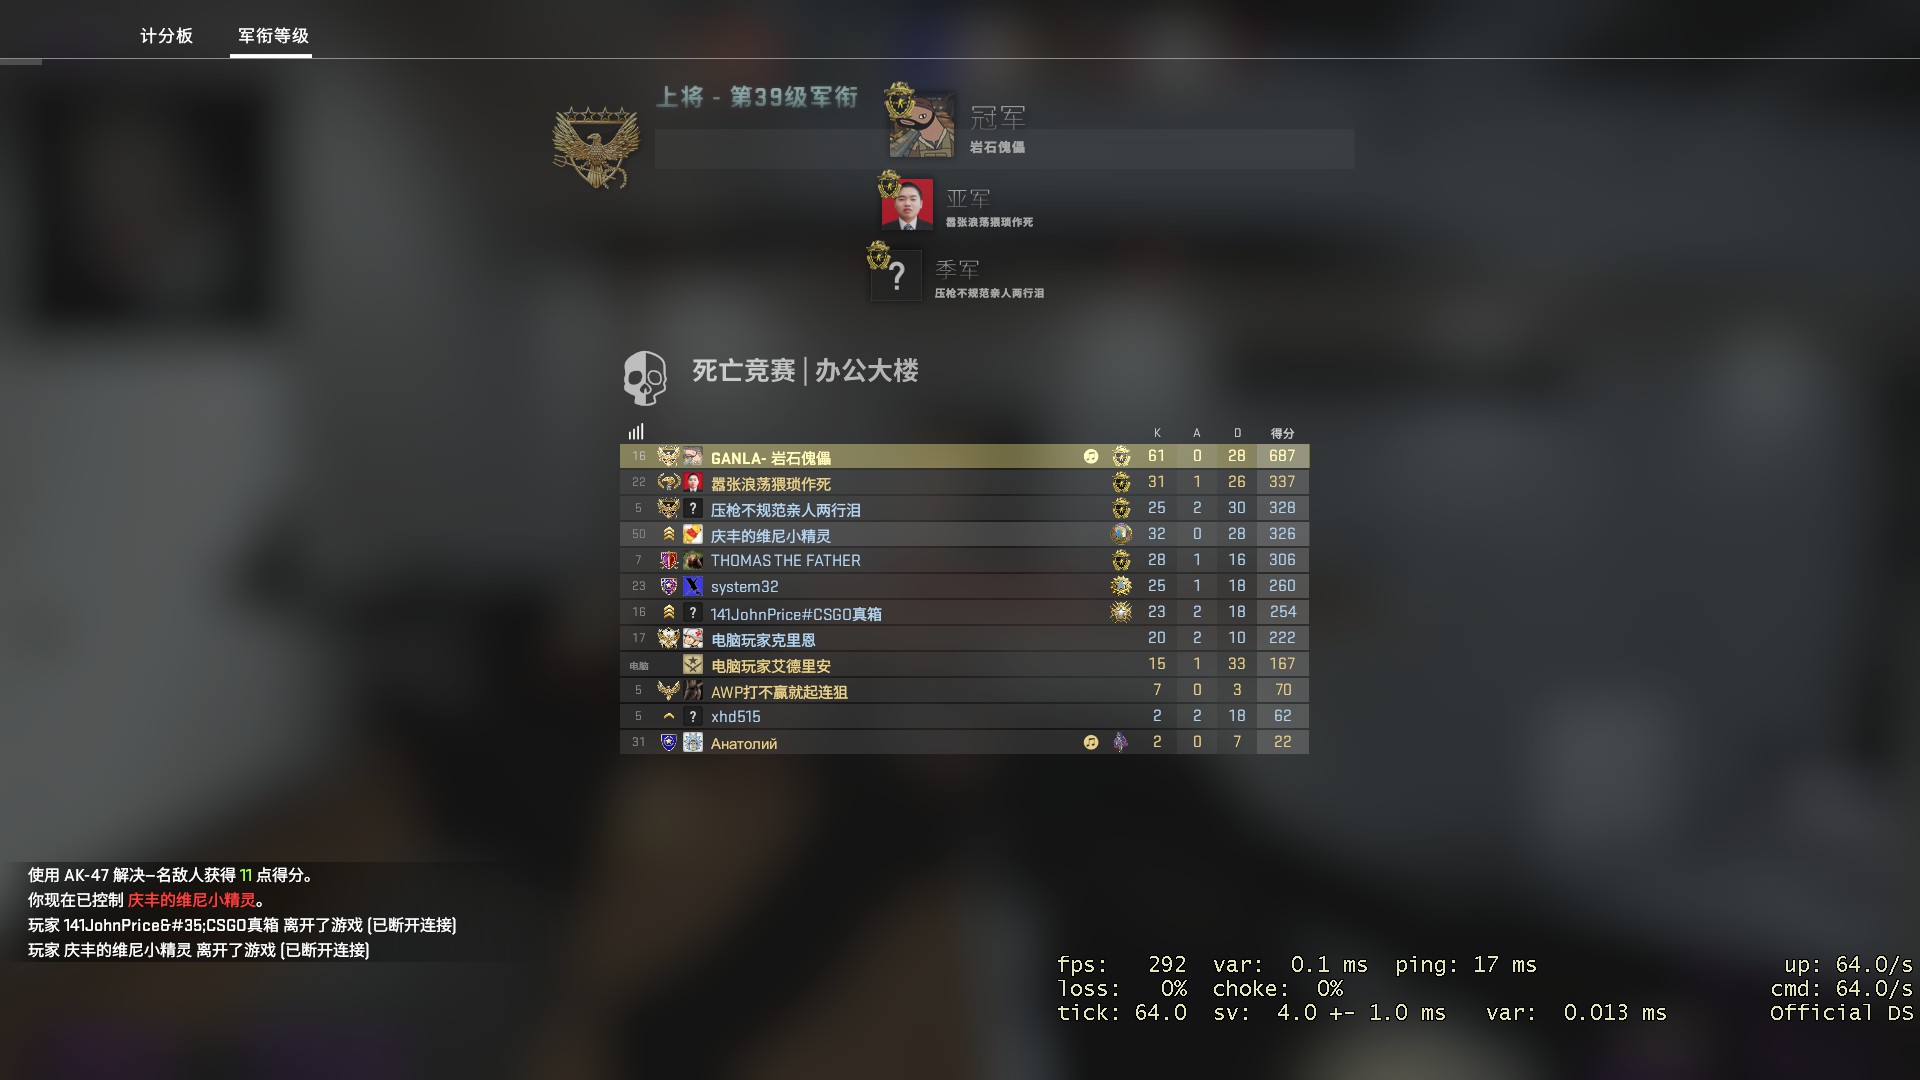 计分板 军衔等级
上将 - 第39级军衔
冠军
岩石傀儡
亚军
嚣张浪荡猥琐作死
?
季军
压枪不规范亲人两行泪
死亡竞赛 | 办公大楼
K A D 得分
16 GANLA- 岩石傀儡 61 0 28 687
22 嚣张浪荡猥琐作死 31 1 26 337
5 ? 压枪不规范亲人两行泪 25 2 30 328
50 庆丰的维尼小精灵 32 0 28 326
7 THOMAS THE FATHER 28 1 16 306
23 X system32 25 1 18 260
16 ? 141JohnPrice#CSGO真箱 23 2 18 254
17 电脑玩家克里恩 20 2 10 222
电脑 电脑玩家艾德里安 15 1 33 167
5 AWP打不赢就起连狙 7 0 3 70
5 ? xhd515 2 2 18 62
31 Анатолий 2 0 7 22
使用 AK-47 解决一名敌人获得 11 点得分。
你现在已控制 庆丰的维尼小精灵。
玩家 141JohnPrice&#35;CSGO真箱 离开了游戏 (已断开连接)
玩家 庆丰的维尼小精灵 离开了游戏 (已断开连接)
fps: 292 var: 0.1 ms ping: 17 ms up: 64.0/s
loss: 0% choke: 0% cmd: 64.0/s
tick: 64.0 sv: 4.0 +- 1.0 ms var: 0.013 ms Official DS